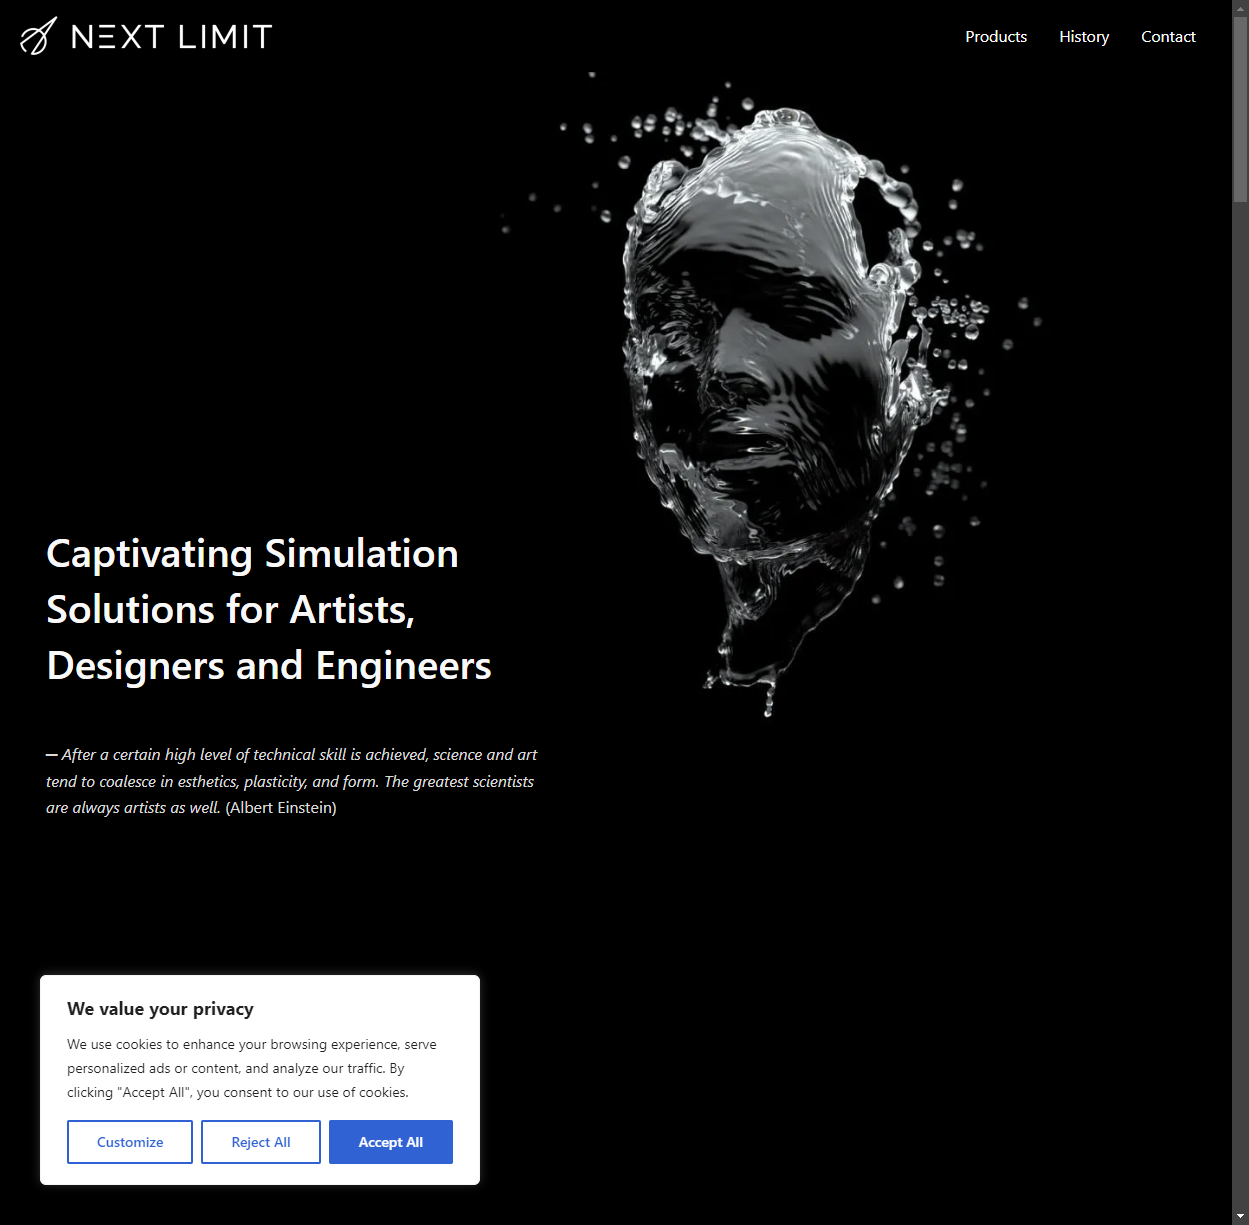 NEXT LIMIT
Products
History
Contact
Captivating Simulation
Solutions for Artists,
Designers and Engineers
— After a certain high level of technical skill is achieved, science and art
tend to coalesce in esthetics, plasticity, and form. The greatest scientists
are always artists as well. (Albert Einstein)
We value your privacy
We use cookies to enhance your browsing experience, serve
personalized ads or content, and analyze our traffic. By
clicking "Accept All", you consent to our use of cookies.
Customize
Reject All
Accept All